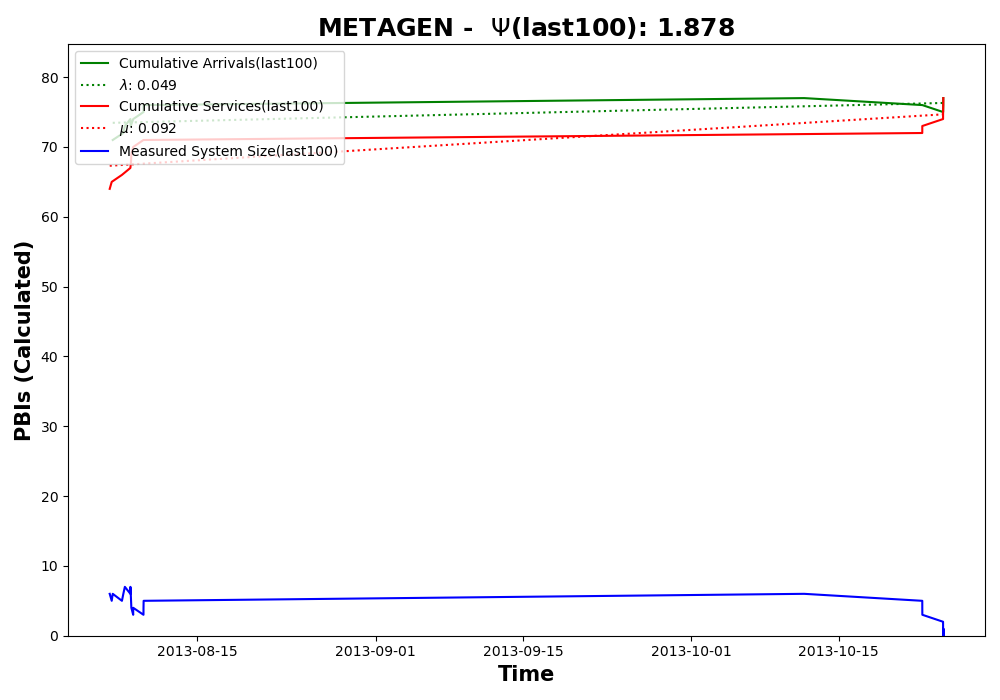 METAGEN - Ψ(last100): 1.878
Cumulative Arrivals(last100)
λ: 0.049
Cumulative Services(last100)
μ: 0.092
Measured System Size(last100)
80
70
60
50
40
30
20
10
0
PBIs (Calculated)
2013-08-15 2013-09-01 2013-09-15 2013-10-01 2013-10-15
Time